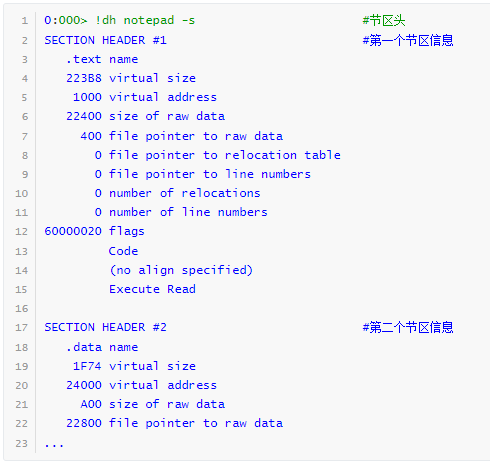 1 0:000> !dh notepad -s #节区头
2 SECTION HEADER #1 #第一个节区信息
3 .text name
4 223B8 virtual size
5 1000 virtual address
6 22400 size of raw data
7 400 file pointer to raw data
8 0 file pointer to relocation table
9 0 file pointer to line numbers
10 0 number of relocations
11 0 number of line numbers
12 60000020 flags
13 Code
14 (no align specified)
15 Execute Read
16
17 SECTION HEADER #2 #第二个节区信息
18 .data name
19 1F74 virtual size
20 24000 virtual address
21 A00 size of raw data
22 22800 file pointer to raw data
23 ...